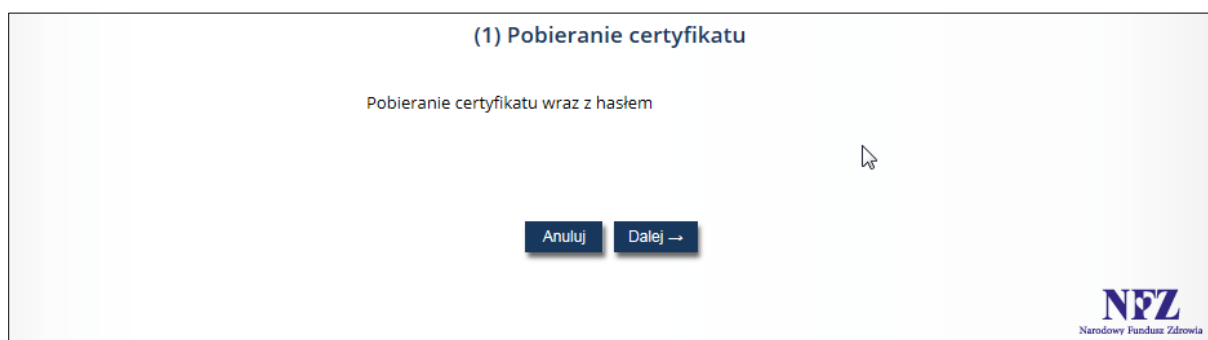 (1) Pobieranie certyfikatu
Pobieranie certyfikatu wraz z hasłem
Anuluj
Dalej →
NFZ
Narodowy Fundusz Zdrowia